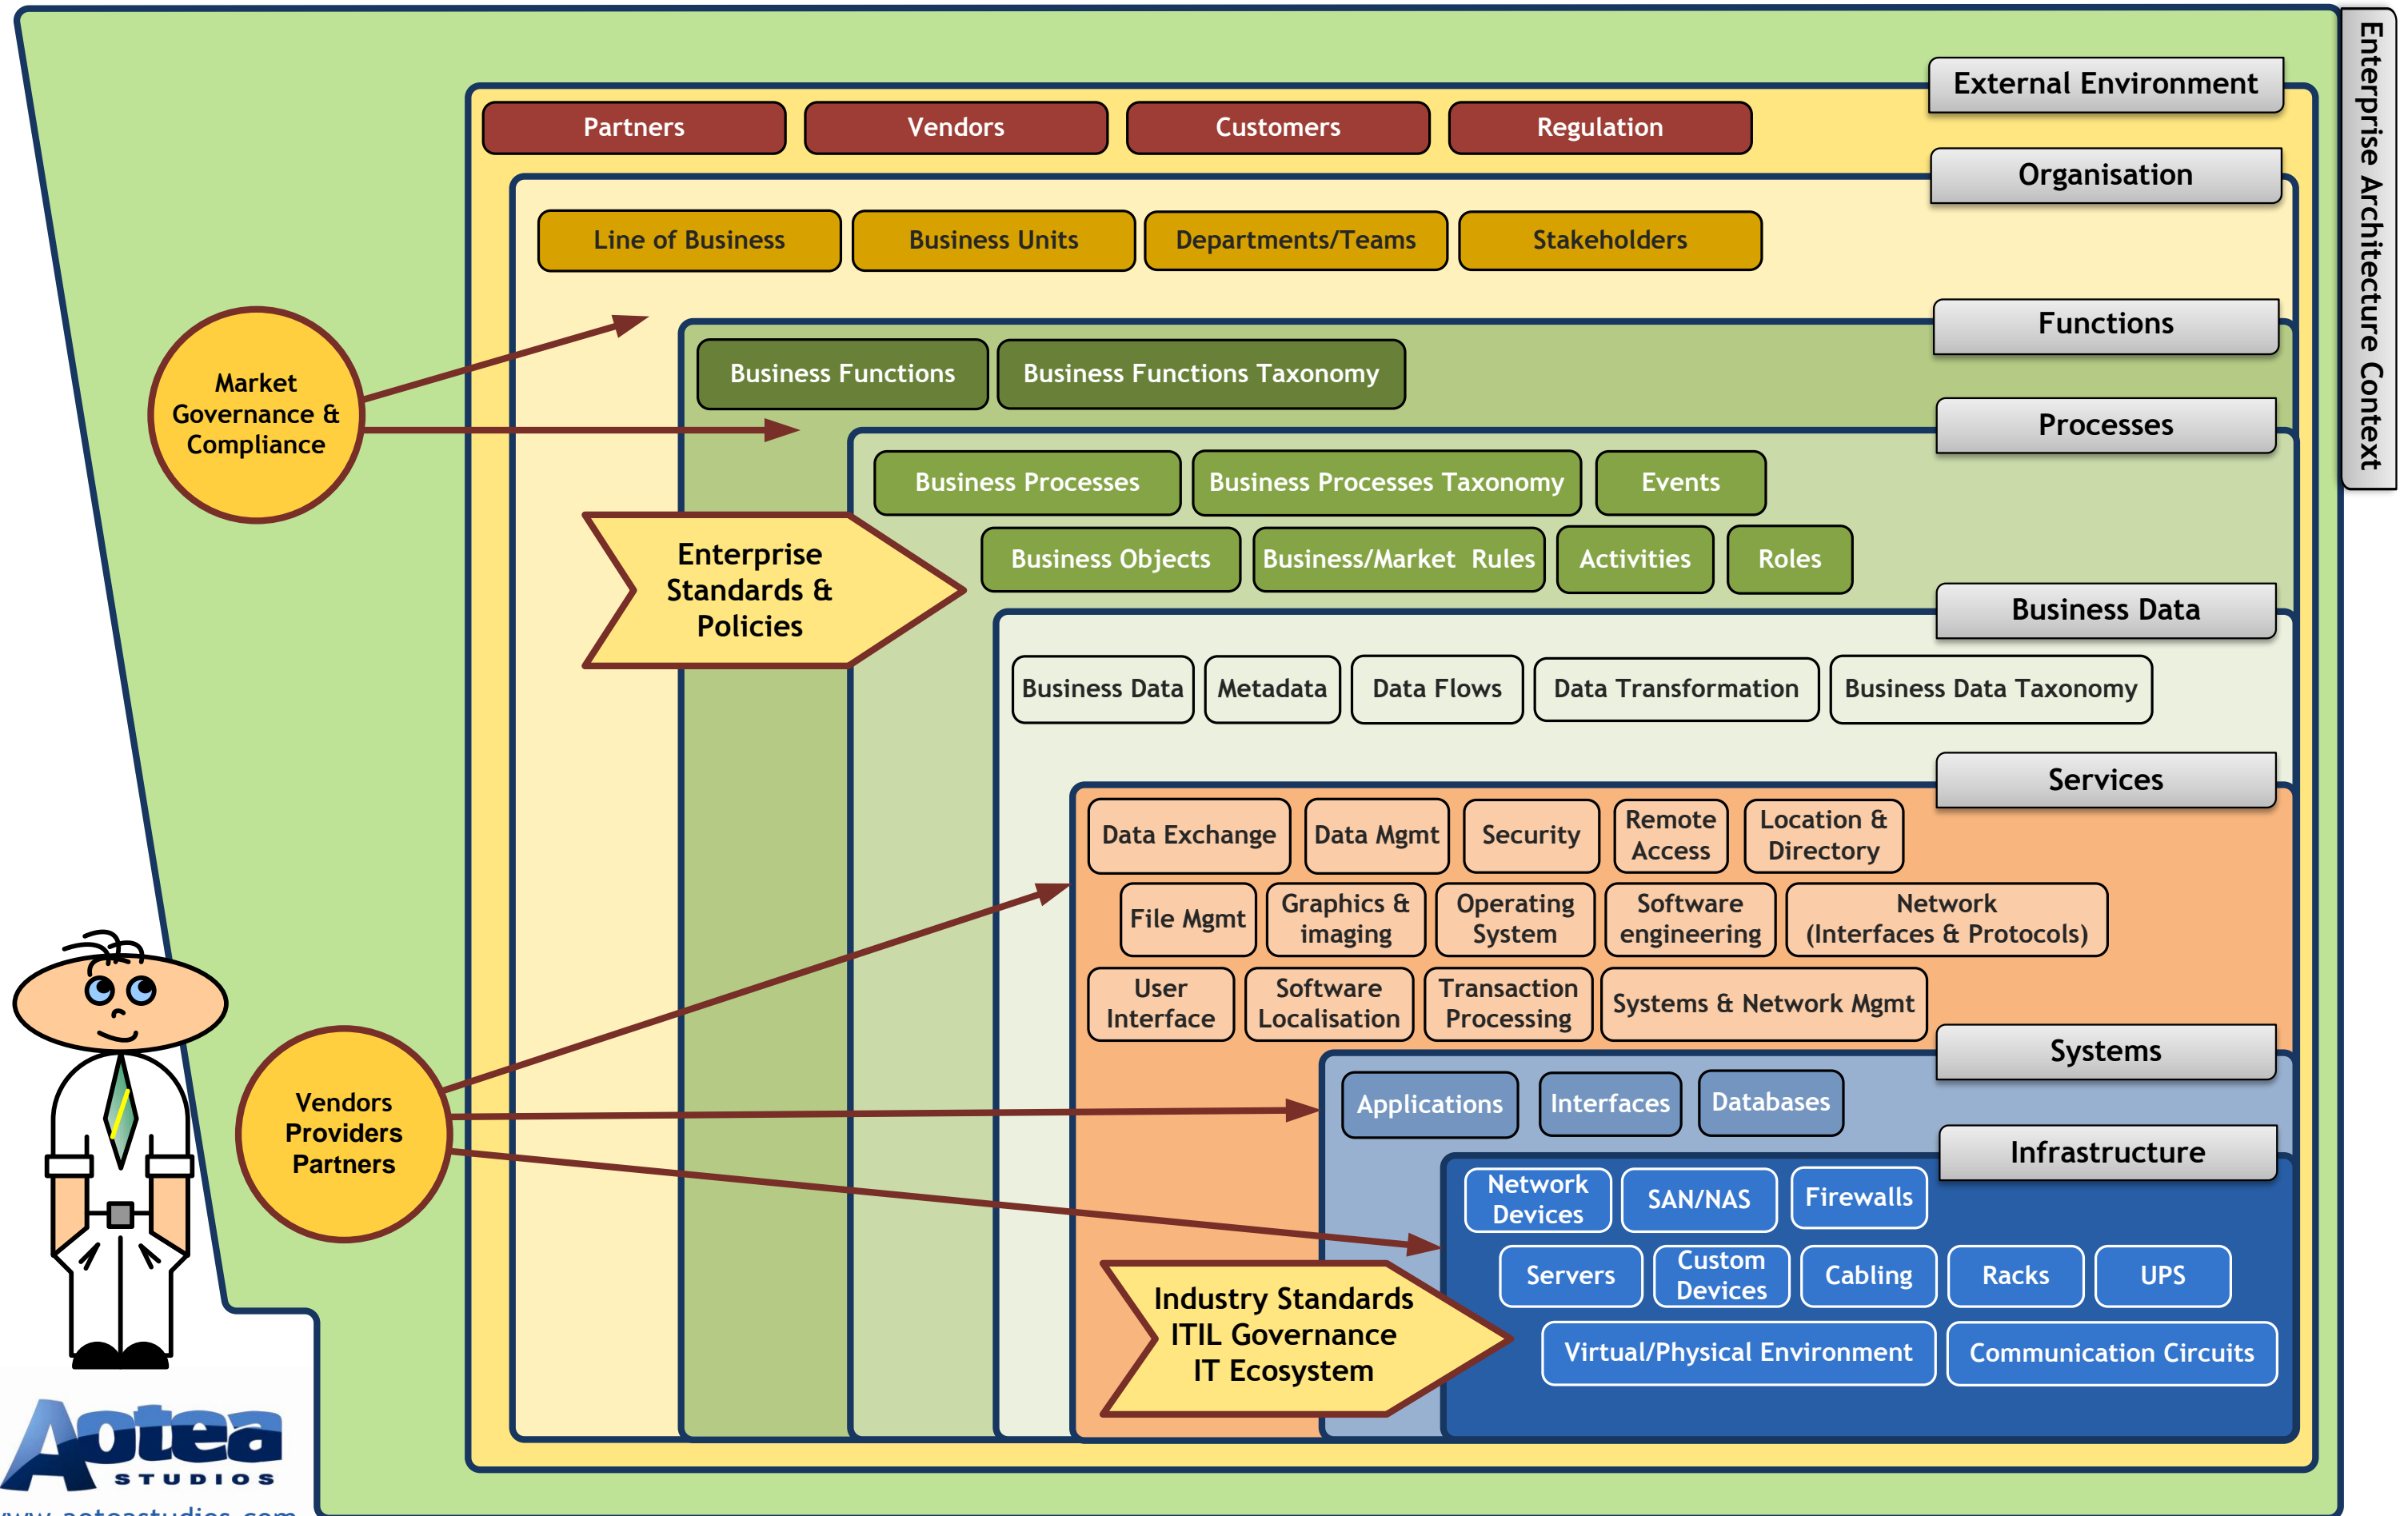 Enterprise Architecture Context
External Environment
Partners
Vendors
Customers
Regulation
Organisation
Line of Business
Business Units
Departments/Teams
Stakeholders
Functions
Business Functions
Business Functions Taxonomy
Market
Governance &
Compliance
Processes
Business Processes
Business Processes Taxonomy
Events
Business Objects
Business/Market Rules
Activities
Roles
Enterprise
Standards &
Policies
Business Data
Business Data
Metadata
Data Flows
Data Transformation
Business Data Taxonomy
Services
Data Exchange
Data Mgmt
Security
Remote
Access
Location &
Directory
File Mgmt
Graphics &
imaging
Operating
System
Software
engineering
Network
(Interfaces & Protocols)
User
Interface
Software
Localisation
Transaction
Processing
Systems & Network Mgmt
Systems
Applications
Interfaces
Databases
Vendors
Providers
Partners
Infrastructure
Network
Devices
SAN/NAS
Firewalls
Servers
Custom
Devices
Cabling
Racks
UPS
Virtual/Physical Environment
Communication Circuits
Industry Standards
ITIL Governance
IT Ecosystem
Aotea
STUDIOS